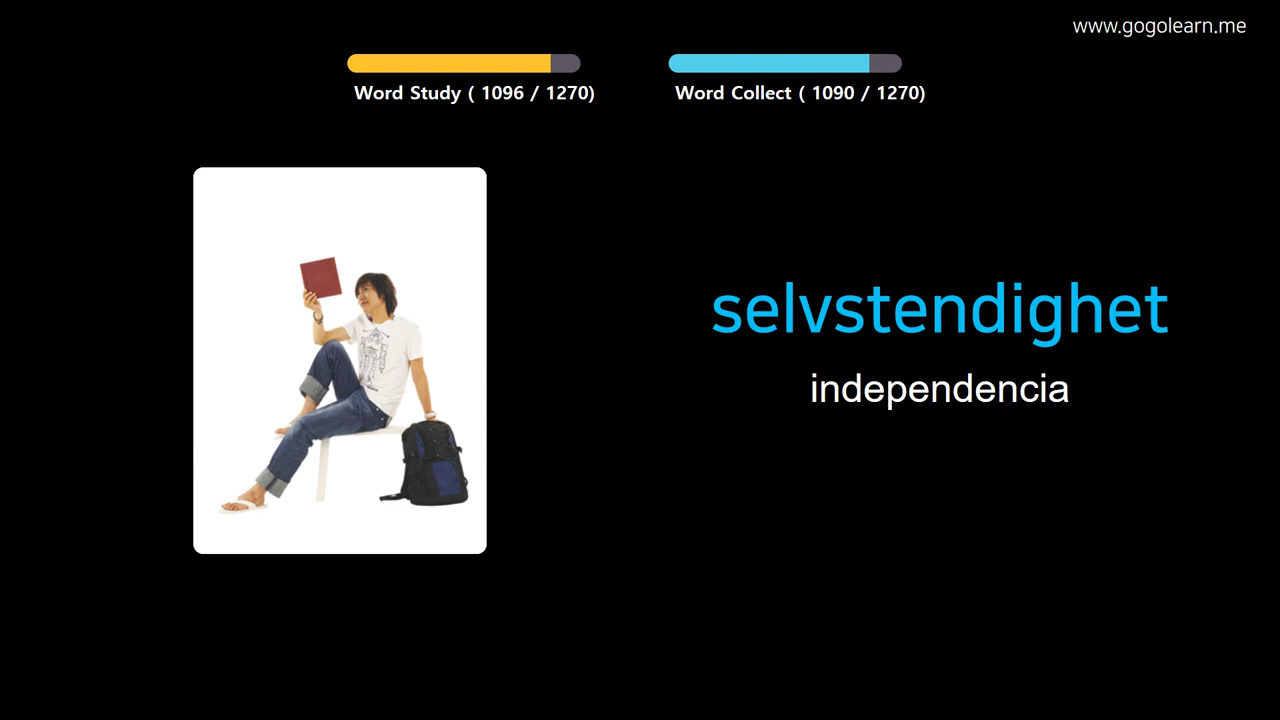 www.gogolearn.me
Word Study ( 1096 / 1270)
Word Collect ( 1090 / 1270)
selvstendighet
independencia